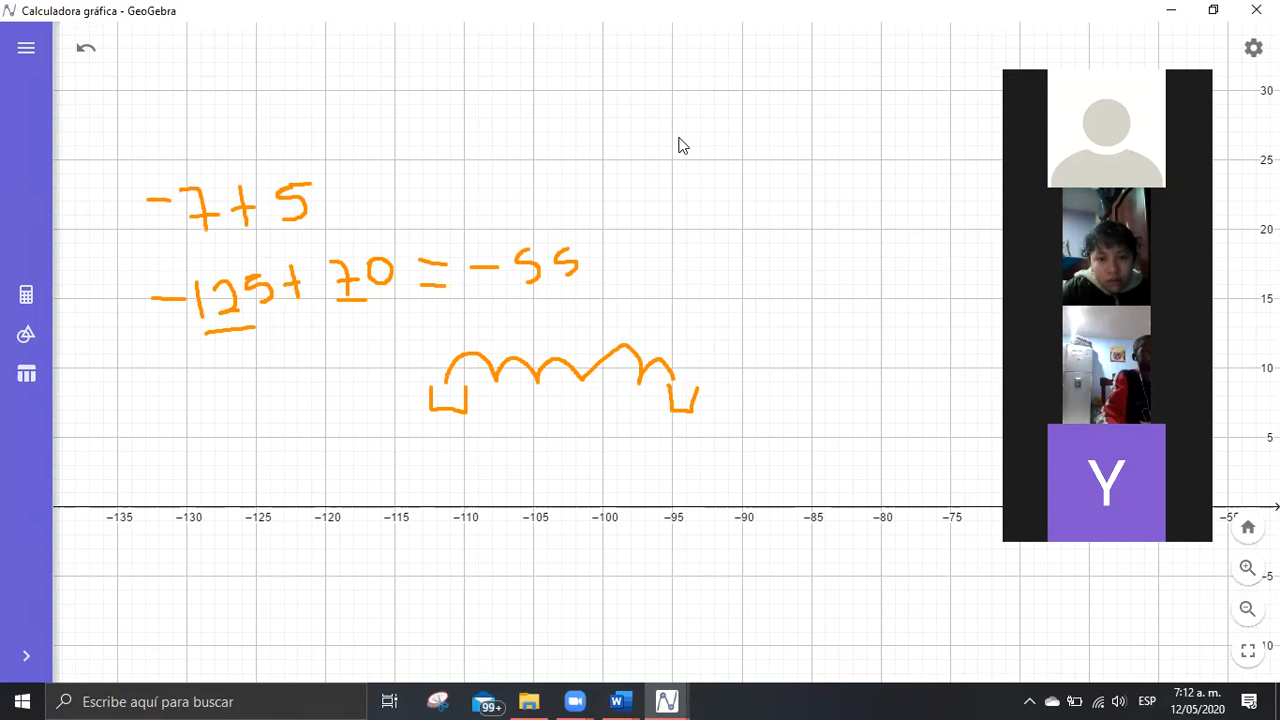 Calculadora gráfica - GeoGebra
30
25
-7+5
20
-125+70=-55
15
10
5
-135 -130 -125 -120 -115 -110 -105 -100 -95 -90 -85 -80 -75
Y
-5
Escribe aquí para buscar
99+
ESP
7:12 a. m.
12/05/2020